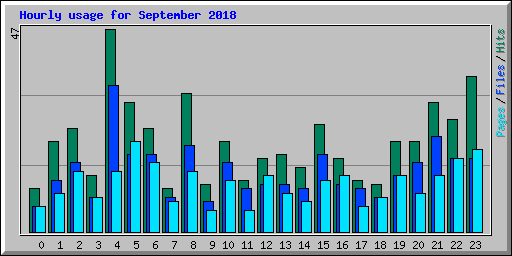 Hourly usage for September 2018
47
Pages/Files/Hits
0 1 2 3 4 5 6 7 8 9 10 11 12 13 14 15 16 17 18 19 20 21 22 23